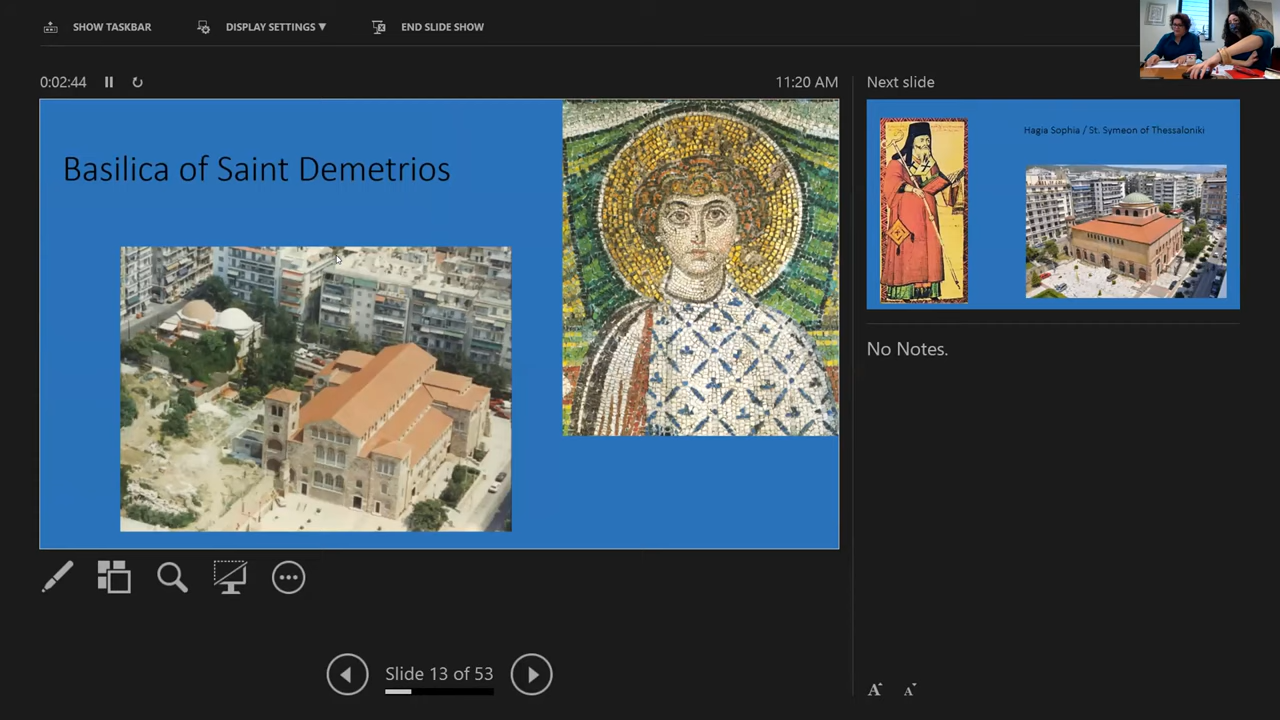 SHOW TASKBAR
DISPLAY SETTINGS ▼
END SLIDE SHOW
0:02:44
11:20 AM
Next slide
Basilica of Saint Demetrios
Hagia Sophia / St. Symeon of Thessaloniki
No Notes.
Slide 13 of 53
A A